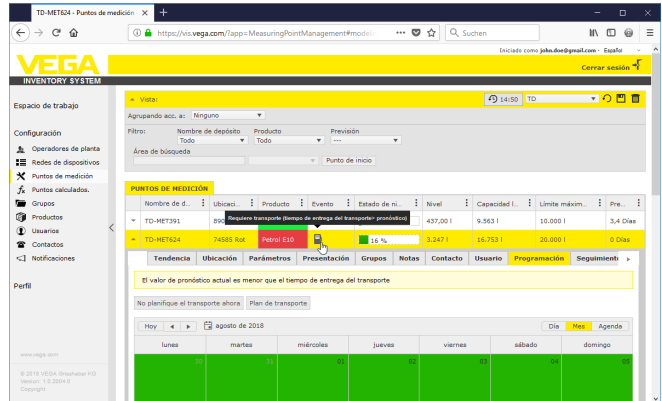 TD-MET624 - Puntos de medición
https://vis.vega.com/?app=MeasuringPointManagement#model
Suchen
Iniciado como john.doe@gmail.com - Español
VEGA
INVENTORY SYSTEM
Cerrar sesión
Espacio de trabajo
Configuración
Operadores de planta
Redes de dispositivos
Puntos de medición
Puntos calculados.
Grupos
Productos
Usuarios
Contactos
Notificaciones
Perfil
www.vega.com
© 2018 VEGA Grieshaber KG
Copyright
Vista:
14:50
TD
Agrupando acc. a: Ninguno
Filtro:
Nombre de depósito
Producto
Previsión
Todo
Todo
---
Área de búsqueda
Punto de inicio
PUNTOS DE MEDICIÓN
Nombre de d... Ubicaci... Producto Evento Estado de ni... Nivel Capacidad l... Límite máxim... Pre...
Requiere transporte (tiempo de entrega del transporte> pronóstico)
TD-MET391 437,00 l 9.563 l 10.000 l 3,4 Días
TD-MET624 74585 Rot Petrol E10 16 % 3.247 l 16.753 l 20.000 l 0 Días
Tendencia Ubicación Parámetros Presentación Grupos Notas Contacto Usuario Programación Seguimient
El valor de pronóstico actual es menor que el tiempo de entrega del transporte
No planifique el transporte ahora Plan de transporte
Hoy agosto de 2018 Día Mes Agenda
lunes martes miércoles jueves viernes sábado domingo
30 31 01 02 03 04 05